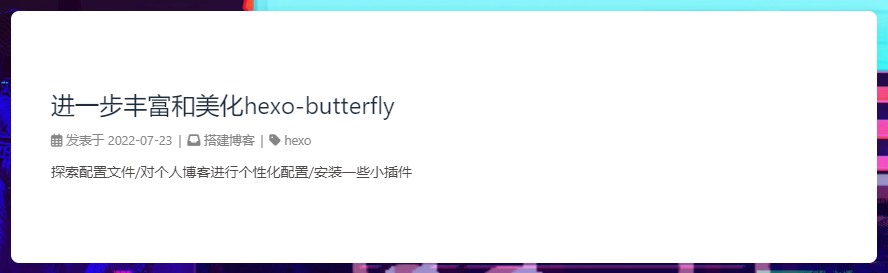 进一步丰富和美化hexo-butterfly
发表于 2022-07-23 | 搭建博客 | hexo
探索配置文件/对个人博客进行个性化配置/安装一些小插件